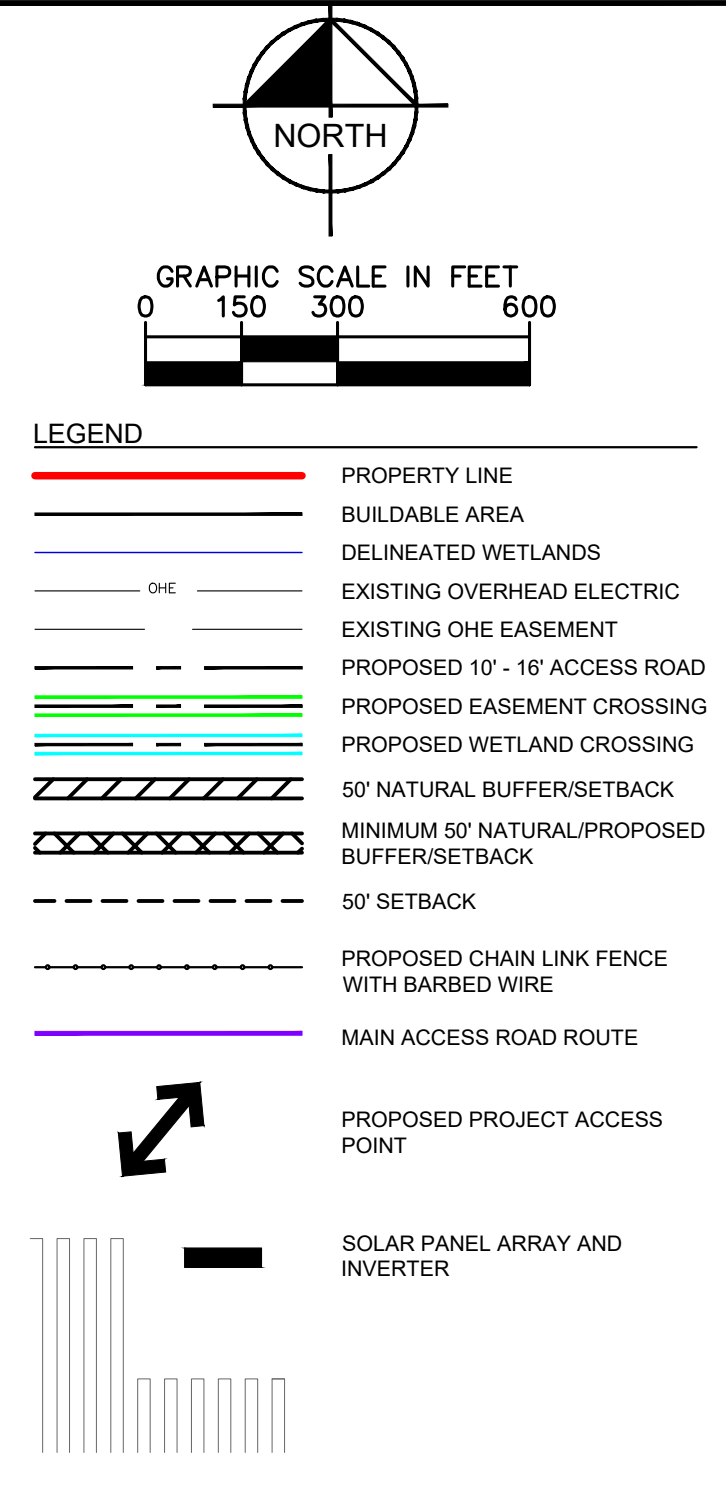 NORTH
GRAPHIC SCALE IN FEET
0 150 300 600
LEGEND
PROPERTY LINE
BUILDABLE AREA
DELINEATED WETLANDS
OHE EXISTING OVERHEAD ELECTRIC
EXISTING OHE EASEMENT
PROPOSED 10' - 16' ACCESS ROAD
PROPOSED EASEMENT CROSSING
PROPOSED WETLAND CROSSING
50' NATURAL BUFFER/SETBACK
MINIMUM 50' NATURAL/PROPOSED
BUFFER/SETBACK
50' SETBACK
PROPOSED CHAIN LINK FENCE
WITH BARBED WIRE
MAIN ACCESS ROAD ROUTE
PROPOSED PROJECT ACCESS
POINT
SOLAR PANEL ARRAY AND
INVERTER